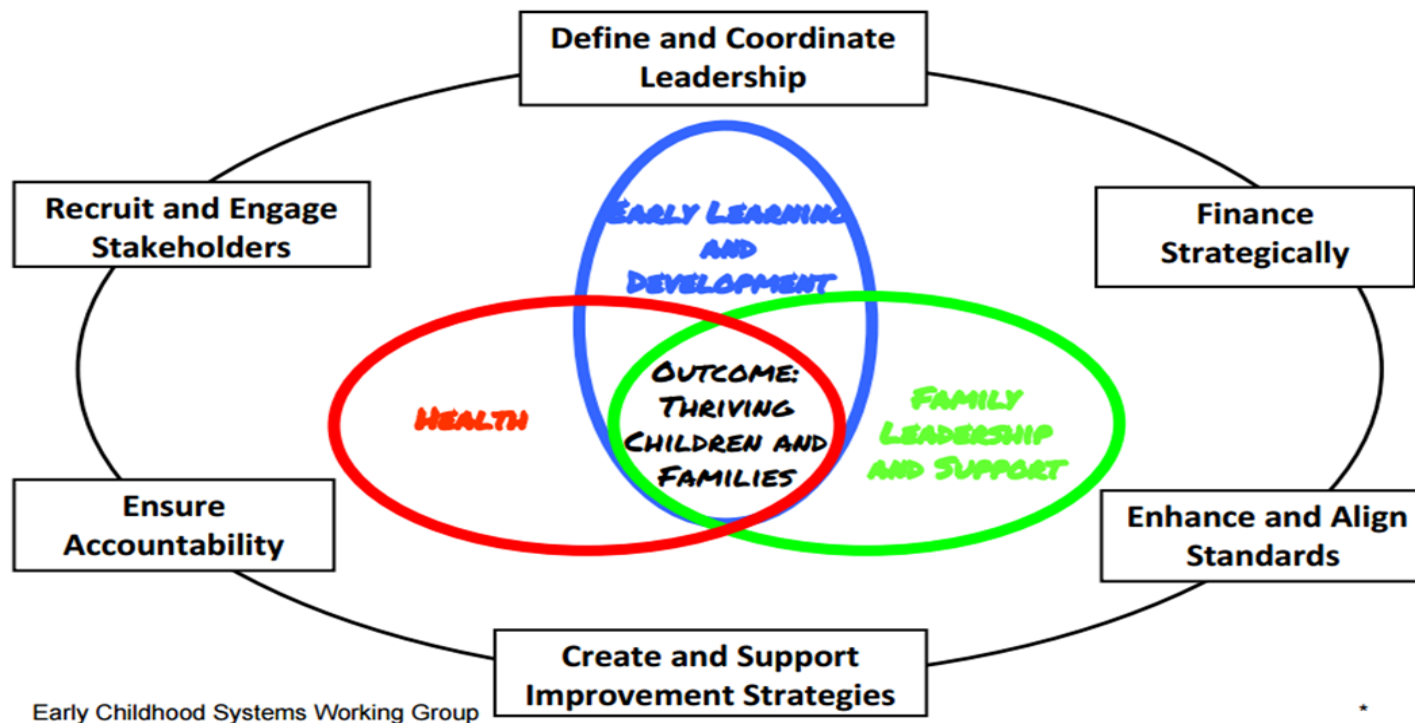 Define and Coordinate
Leadership
Recruit and Engage
Stakeholders
Finance
Strategically
Early Learning
and
Development
Health
Outcome:
Thriving
Children and
Families
Family
Leadership
and Support
Ensure
Accountability
Enhance and Align
Standards
Create and Support
Improvement Strategies
Early Childhood Systems Working Group
*